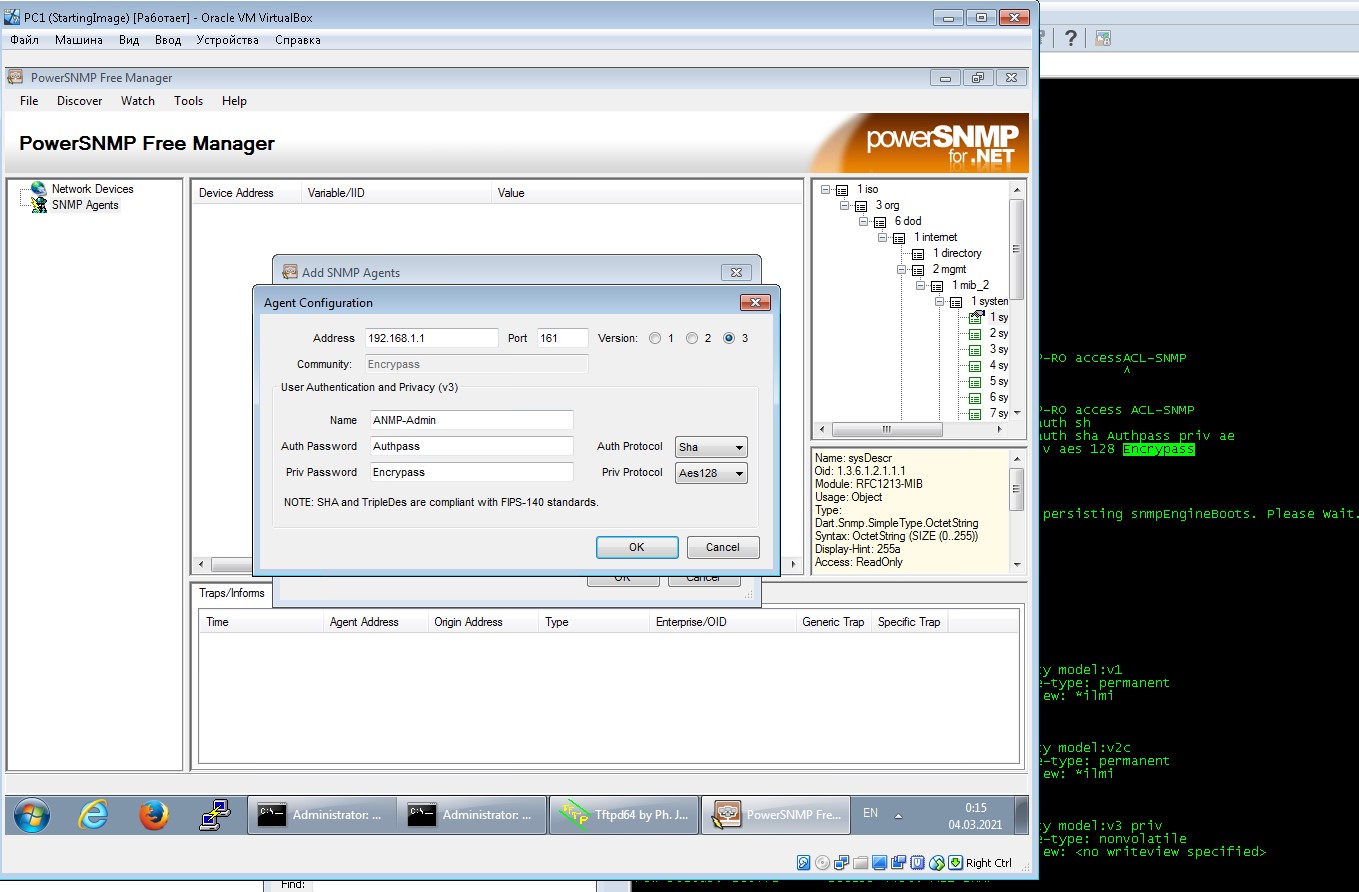 PC1 (StartingImage) [Работает] - Oracle VM VirtualBox
Файл Машина Вид Ввод Устройства Справка
PowerSNMP Free Manager
File Discover Watch Tools Help
PowerSNMP Free Manager
powerSNMP
for .NET
Network Devices
SNMP Agents
Device Address Variable/IID Value
1 iso
3 org
6 dod
1 internet
1 directory
2 mgmt
1 mib_2
1 system
1 sy
2 sy
3 sy
4 sy
5 sy
6 sy
7 sy
Add SNMP Agents
Agent Configuration
Address 192.168.1.1 Port 161 Version: 1 2 3
Community: Encrypass
User Authentication and Privacy (v3)
Name ANMP-Admin
Auth Password Authpass Auth Protocol Sha
Priv Password Encrypass Priv Protocol Aes128
NOTE: SHA and TripleDes are compliant with FIPS-140 standards.
OK Cancel
OK Cancel
Name: sysDescr
Oid: 1.3.6.1.2.1.1.1
Module: RFC1213-MIB
Usage: Object
Type:
Dart.Snmp.SimpleType.OctetString
Syntax: OctetString (SIZE (0..255))
Display-Hint: 255a
Access: ReadOnly
Traps/Informs
Time Agent Address Origin Address Type Enterprise/OID Generic Trap Specific Trap
P-RO accessACL-SNMP
^
P-RO access ACL-SNMP
auth sh
auth sha Authpass priv ae
v aes 128 Encrypass
persisting snmpEngineBoots. Please Wait.
ty model:v1
e-type: permanent
ew: *ilmi
ty model:v2c
e-type: permanent
ew: *ilmi
ty model:v3 priv
e-type: nonvolatile
ew: <no writeview specified>
Administrator: ... Administrator: ... Tftpd64 by Ph. J... PowerSNMP Fre... EN 0:15
04.03.2021
Right Ctrl
Find: